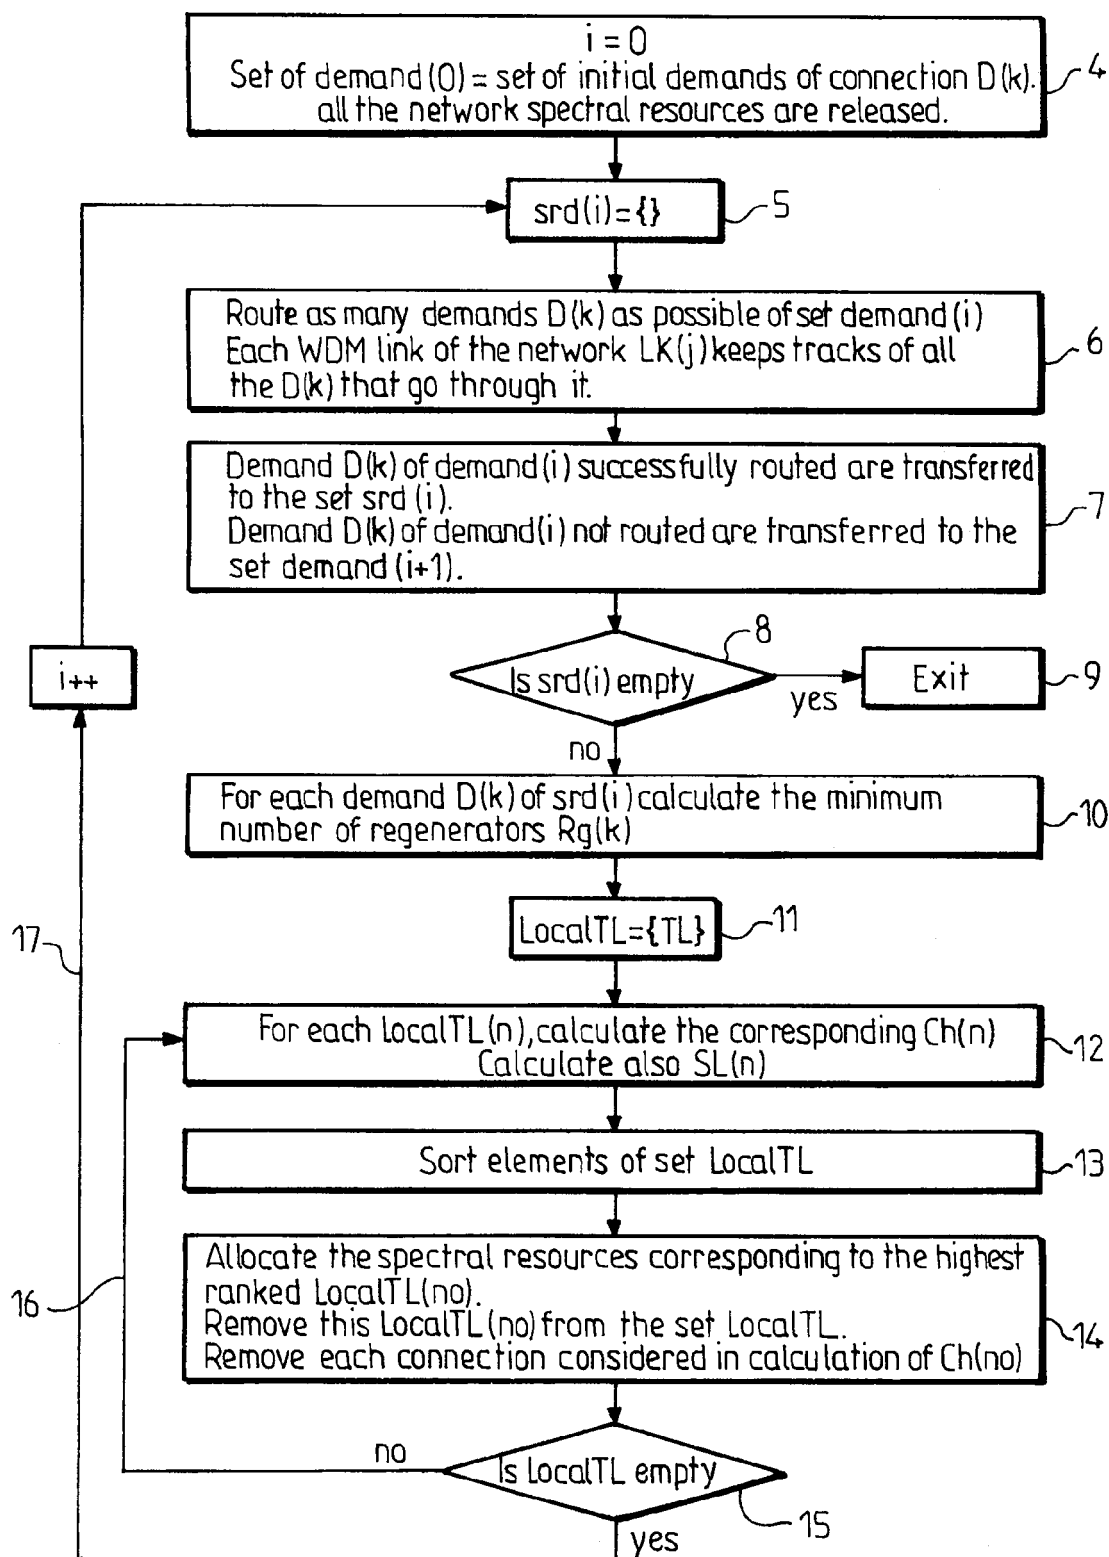 i = 0
Set of demand (0) = set of initial demands of connection D(k).
all the network spectral resources are released.
4
srd(i)={}
5
Route as many demands D(k) as possible of set demand (i)
Each WDM link of the network LK(j) keeps tracks of all
the D(k) that go through it.
6
Demand D(k) of demand(i) successfully routed are transferred
to the set srd (i).
Demand D(k) of demand(i) not routed are transferred to the
set demand (i+1).
7
8
i++
Is srd(i) empty
yes
Exit
9
no
For each demand D(k) of srd(i) calculate the minimum
number of regenerators Rg(k)
10
LocalTL={TL}
11
17
For each LocalTL(n), calculate the corresponding Ch(n)
Calculate also SL(n)
12
Sort elements of set LocalTL
13
Allocate the spectral resources corresponding to the highest
ranked LocalTL(no).
Remove this LocalTL(no) from the set LocalTL.
Remove each connection considered in calculation of Ch(no)
14
16
no
Is LocalTL empty
15
yes